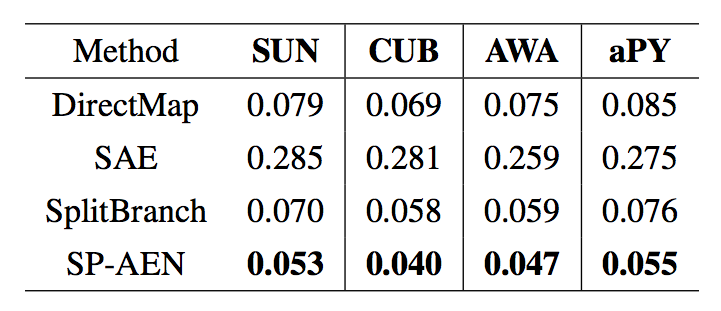 Method SUN CUB AWA aPY
DirectMap 0.079 0.069 0.075 0.085
SAE 0.285 0.281 0.259 0.275
SplitBranch 0.070 0.058 0.059 0.076
SP-AEN 0.053 0.040 0.047 0.055